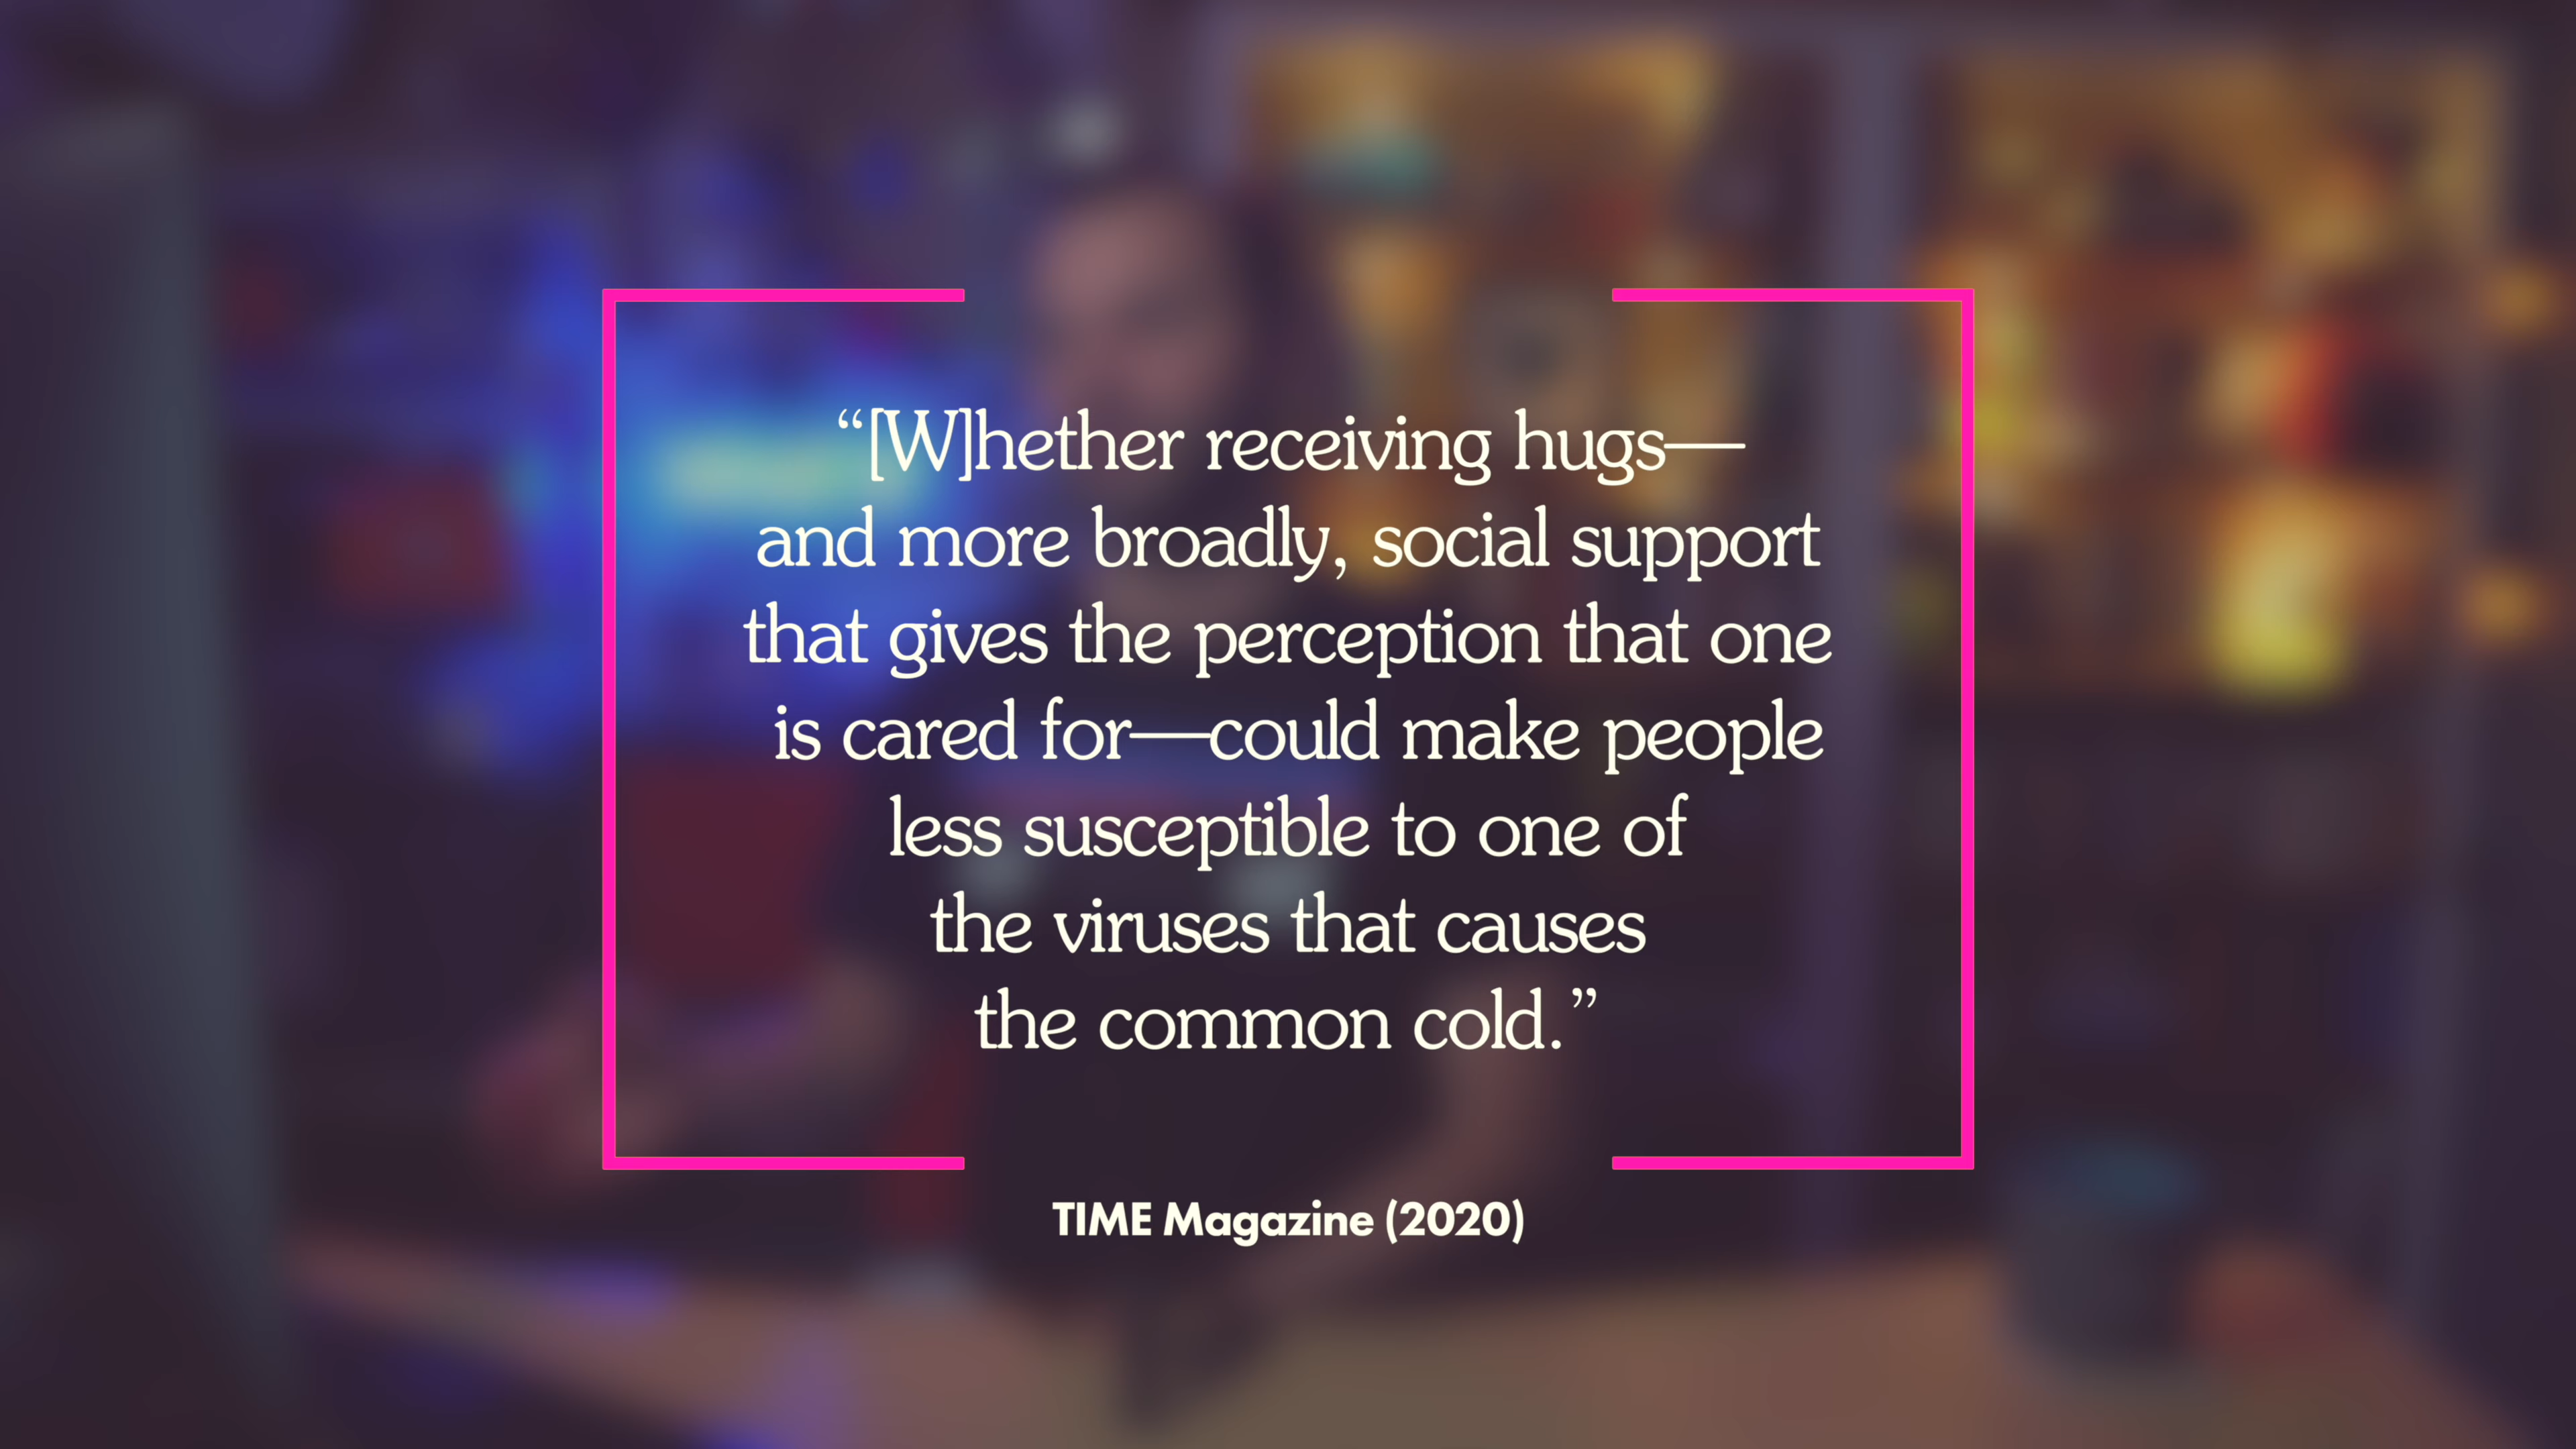 “[W]hether receiving hugs—
and more broadly, social support
that gives the perception that one
is cared for—could make people
less susceptible to one of
the viruses that causes
the common cold.”
TIME Magazine (2020)